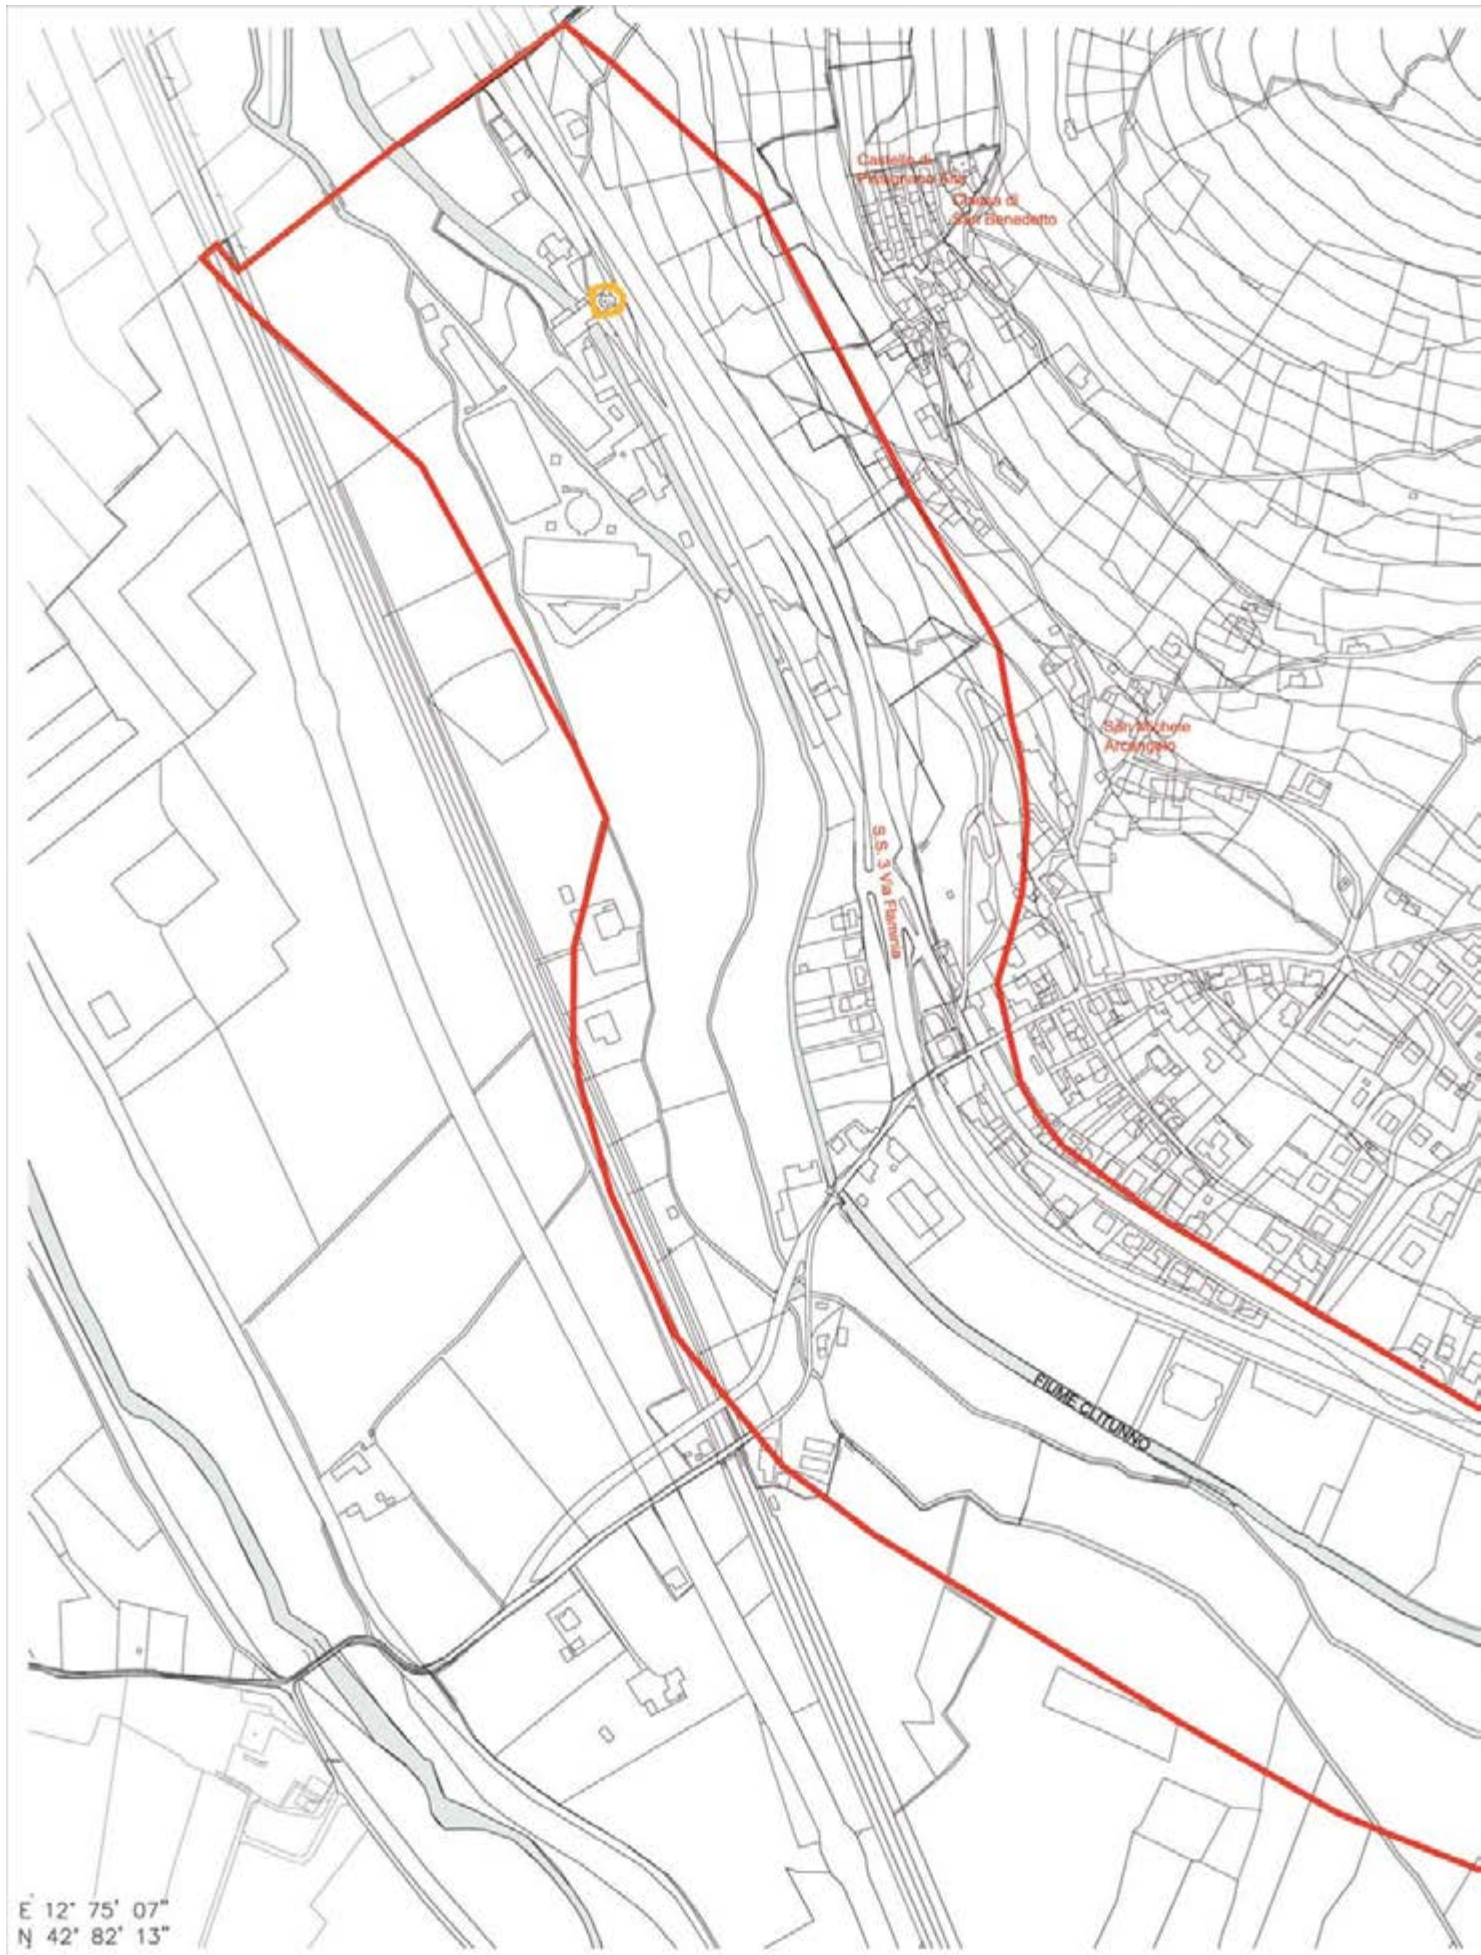 Castello di
Pissignano Alto
Chiesa di
San Benedetto
San Michele
Arcangelo
S.S. 3 Via Flaminia
FIUME CLITUNNO
E 12° 75' 07"
N 42° 82' 13"